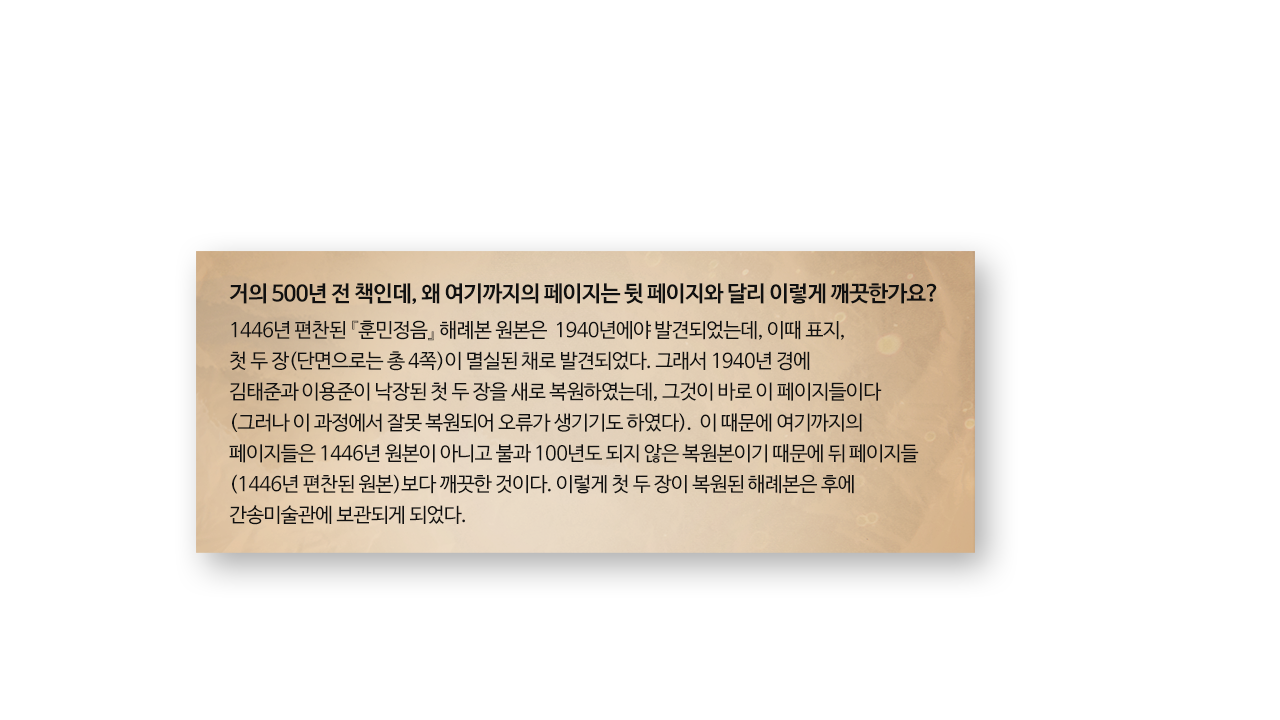 거의 500년 전 책인데, 왜 여기까지의 페이지는 뒷 페이지와 달리 이렇게 깨끗한가요?
1446년 편찬된 『훈민정음』 해례본 원본은 1940년에야 발견되었는데, 이때 표지,
첫 두 장(단면으로는 총 4쪽)이 멸실된 채로 발견되었다. 그래서 1940년 경에
김태준과 이용준이 낙장된 첫 두 장을 새로 복원하였는데, 그것이 바로 이 페이지들이다
(그러나 이 과정에서 잘못 복원되어 오류가 생기기도 하였다). 이 때문에 여기까지의
페이지들은 1446년 원본이 아니고 불과 100년도 되지 않은 복원본이기 때문에 뒤 페이지들
(1446년 편찬된 원본)보다 깨끗한 것이다. 이렇게 첫 두 장이 복원된 해례본은 후에
간송미술관에 보관되게 되었다.